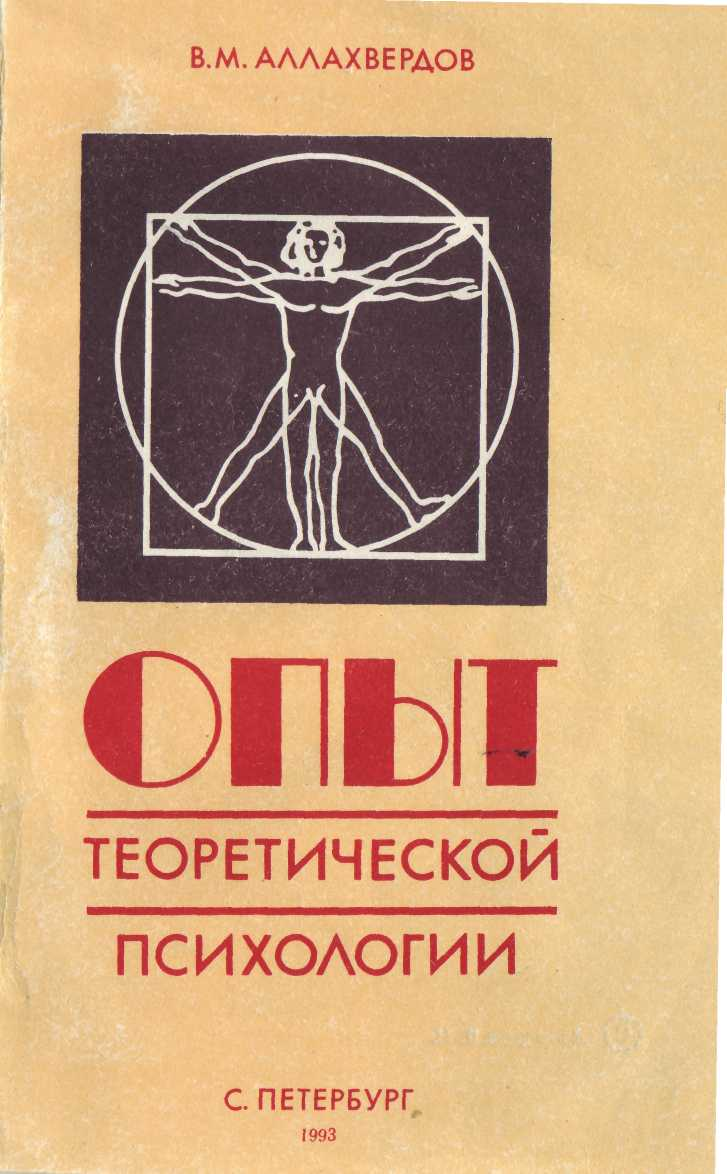 В.М. АЛЛАХВЕРДОВ
ОПЫТ
ТЕОРЕТИЧЕСКОЙ
ПСИХОЛОГИИ
С. ПЕТЕРБУРГ
1993